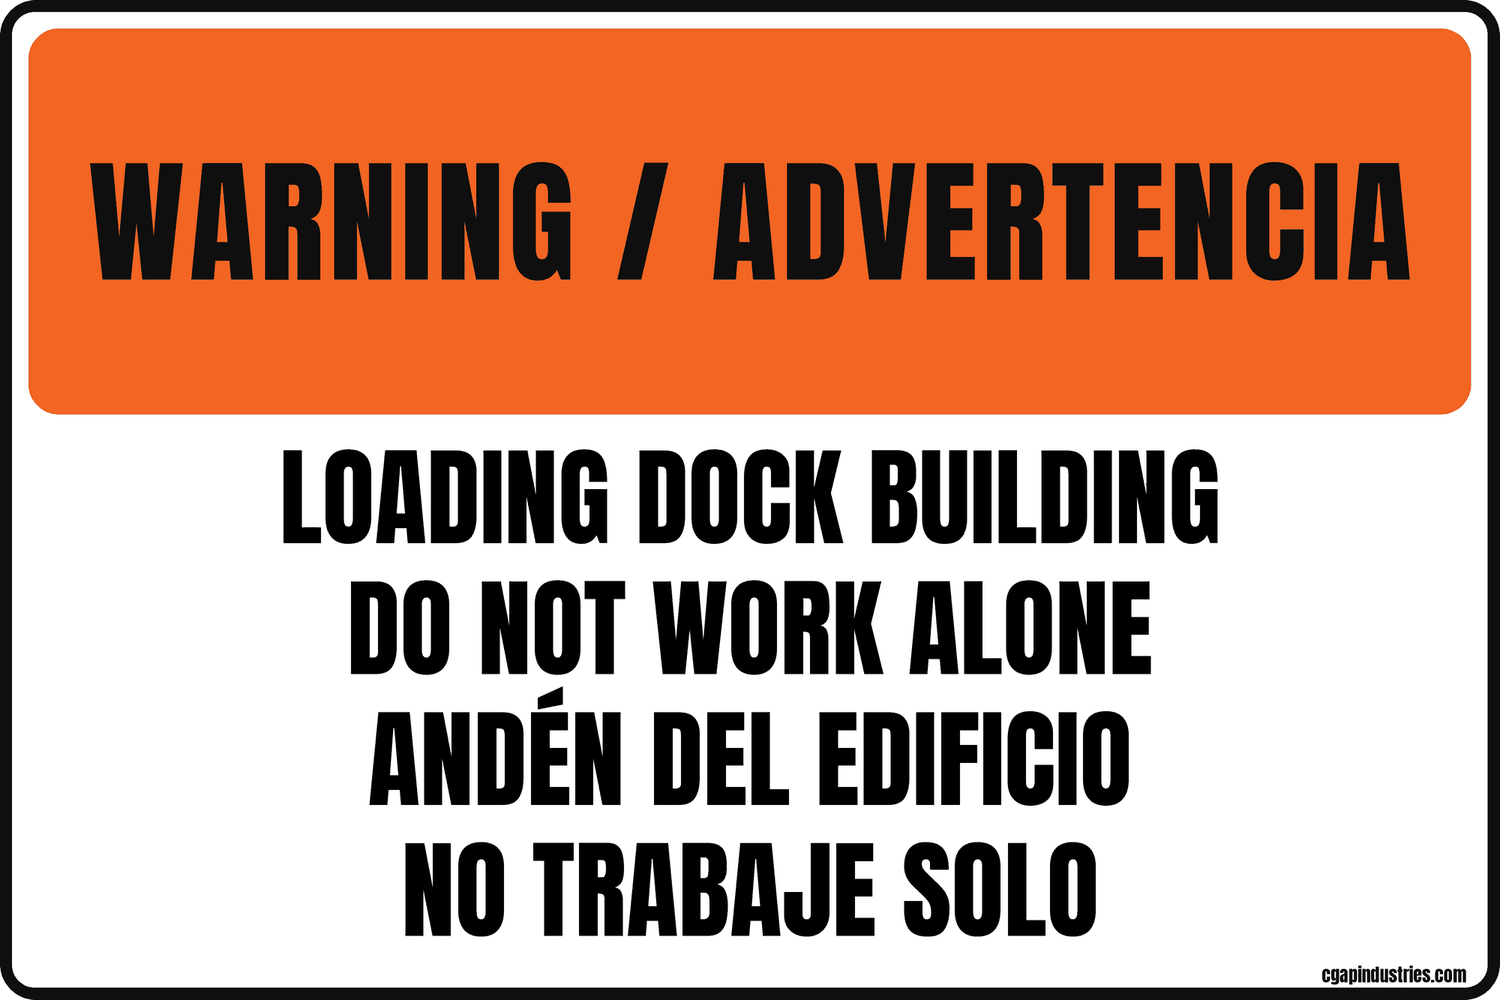 WARNING / ADVERTENCIA
LOADING DOCK BUILDING
DO NOT WORK ALONE
ANDÉN DEL EDIFICIO
NO TRABAJE SOLO
cgapindustries.com